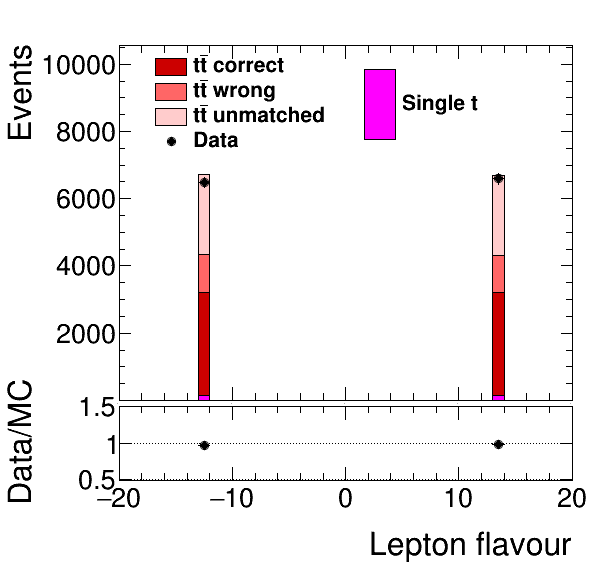 Events
10000
8000
6000
4000
2000
tt̄ correct
tt̄ wrong
tt̄ unmatched
Data
Single t
Data/MC
1.5
1
0.5
−20 −10 0 10 20
Lepton flavour